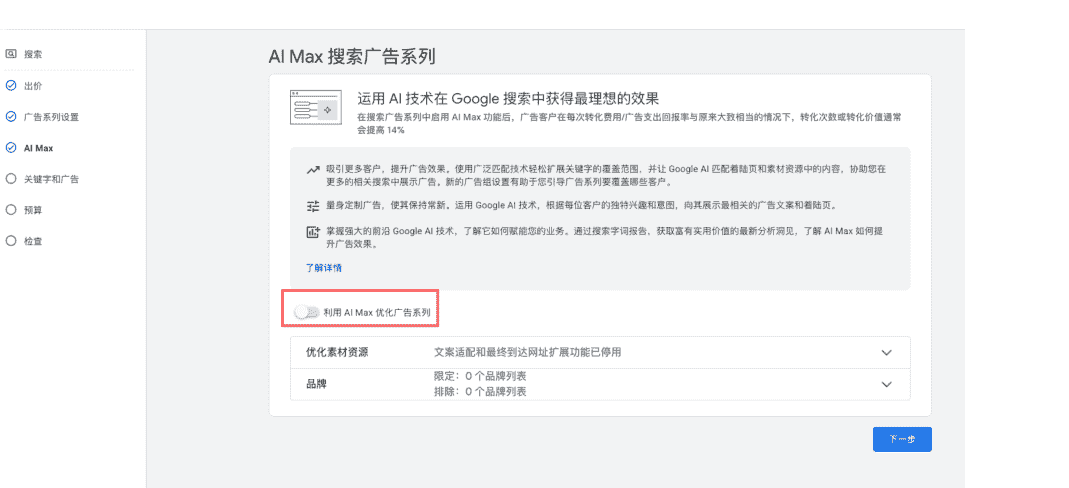 AI Max 搜索广告系列
搜索
出价
广告系列设置
AI Max
关键字和广告
预算
检查
运用 AI 技术在 Google 搜索中获得最理想的效果
在搜索广告系列中启用 AI Max 功能后，广告客户在每次转化费用/广告支出回报率与原来大致相当的情况下，转化次数或转化价值通常
会提高 14%
吸引更多客户，提升广告效果。使用广泛匹配技术轻松扩展关键字的覆盖范围，并让 Google AI 匹配着陆页和素材资源中的内容，协助您在
更多的相关搜索中展示广告。新的广告组设置有助于您引导广告系列要覆盖哪些客户。
量身定制广告，使其保持常新。运用 Google AI 技术，根据每位客户的独特兴趣和意图，向其展示最相关的广告文案和着陆页。
掌握强大的前沿 Google AI 技术，了解它如何赋能您的业务。通过搜索字词报告，获取富有实用价值的最新分析洞见，了解 AI Max 如何提
升广告效果。
了解详情
利用 AI Max 优化广告系列
优化素材资源
文案适配和最终到达网址扩展功能已停用
品牌
限定：0 个品牌列表
排除：0 个品牌列表
下一步